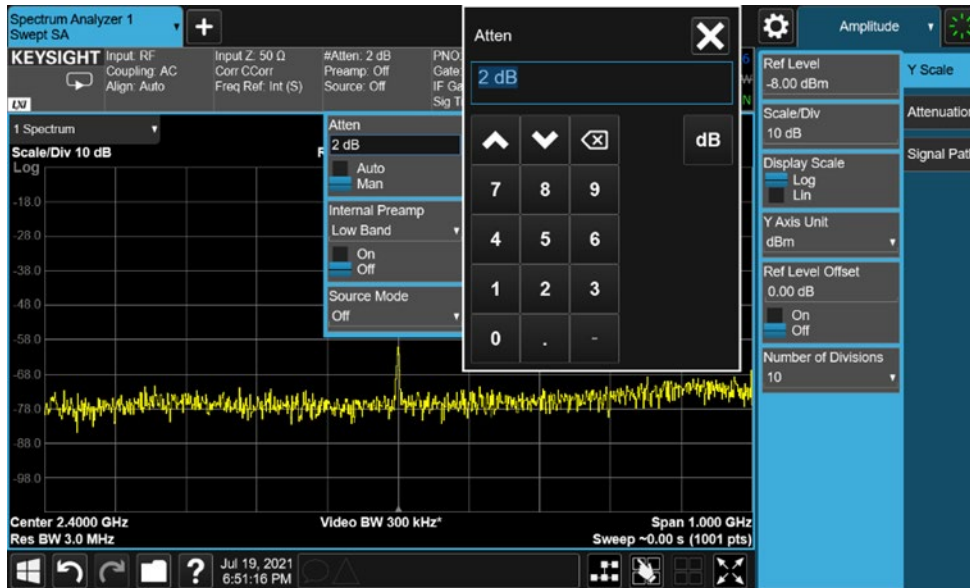 Spectrum Analyzer 1
Swept SA
+
KEYSIGHT
LXI
Input: RF
Coupling: AC
Align: Auto
Input Z: 50 Ω
Corr CCorr
Freq Ref: Int (S)
#Atten: 2 dB
Preamp: Off
Source: Off
PNO:
Gate:
IF Ga
Sig T
1 Spectrum
Scale/Div 10 dB
Log
-18.0
-28.0
-38.0
-48.0
-58.0
-68.0
-78.0
-88.0
-98.0
Atten
2 dB
Auto
Man
Internal Preamp
Low Band
On
Off
Source Mode
Off
Atten
2 dB
dB
7 8 9
4 5 6
1 2 3
0 . -
Amplitude
Ref Level
-8.00 dBm
Scale/Div
10 dB
Display Scale
Log
Lin
Y Axis Unit
dBm
Ref Level Offset
0.00 dB
On
Off
Number of Divisions
10
Y Scale
Attenuation
Signal Path
Center 2.4000 GHz
Video BW 300 kHz*
Span 1.000 GHz
Res BW 3.0 MHz
Sweep ~0.00 s (1001 pts)
?
Jul 19, 2021
6:51:16 PM